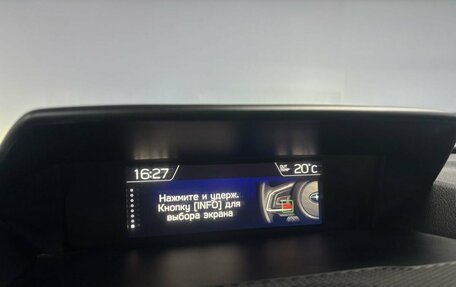 16:27
20°C
Нажмите и удерж.
Кнопку [INFO] для
выбора экрана